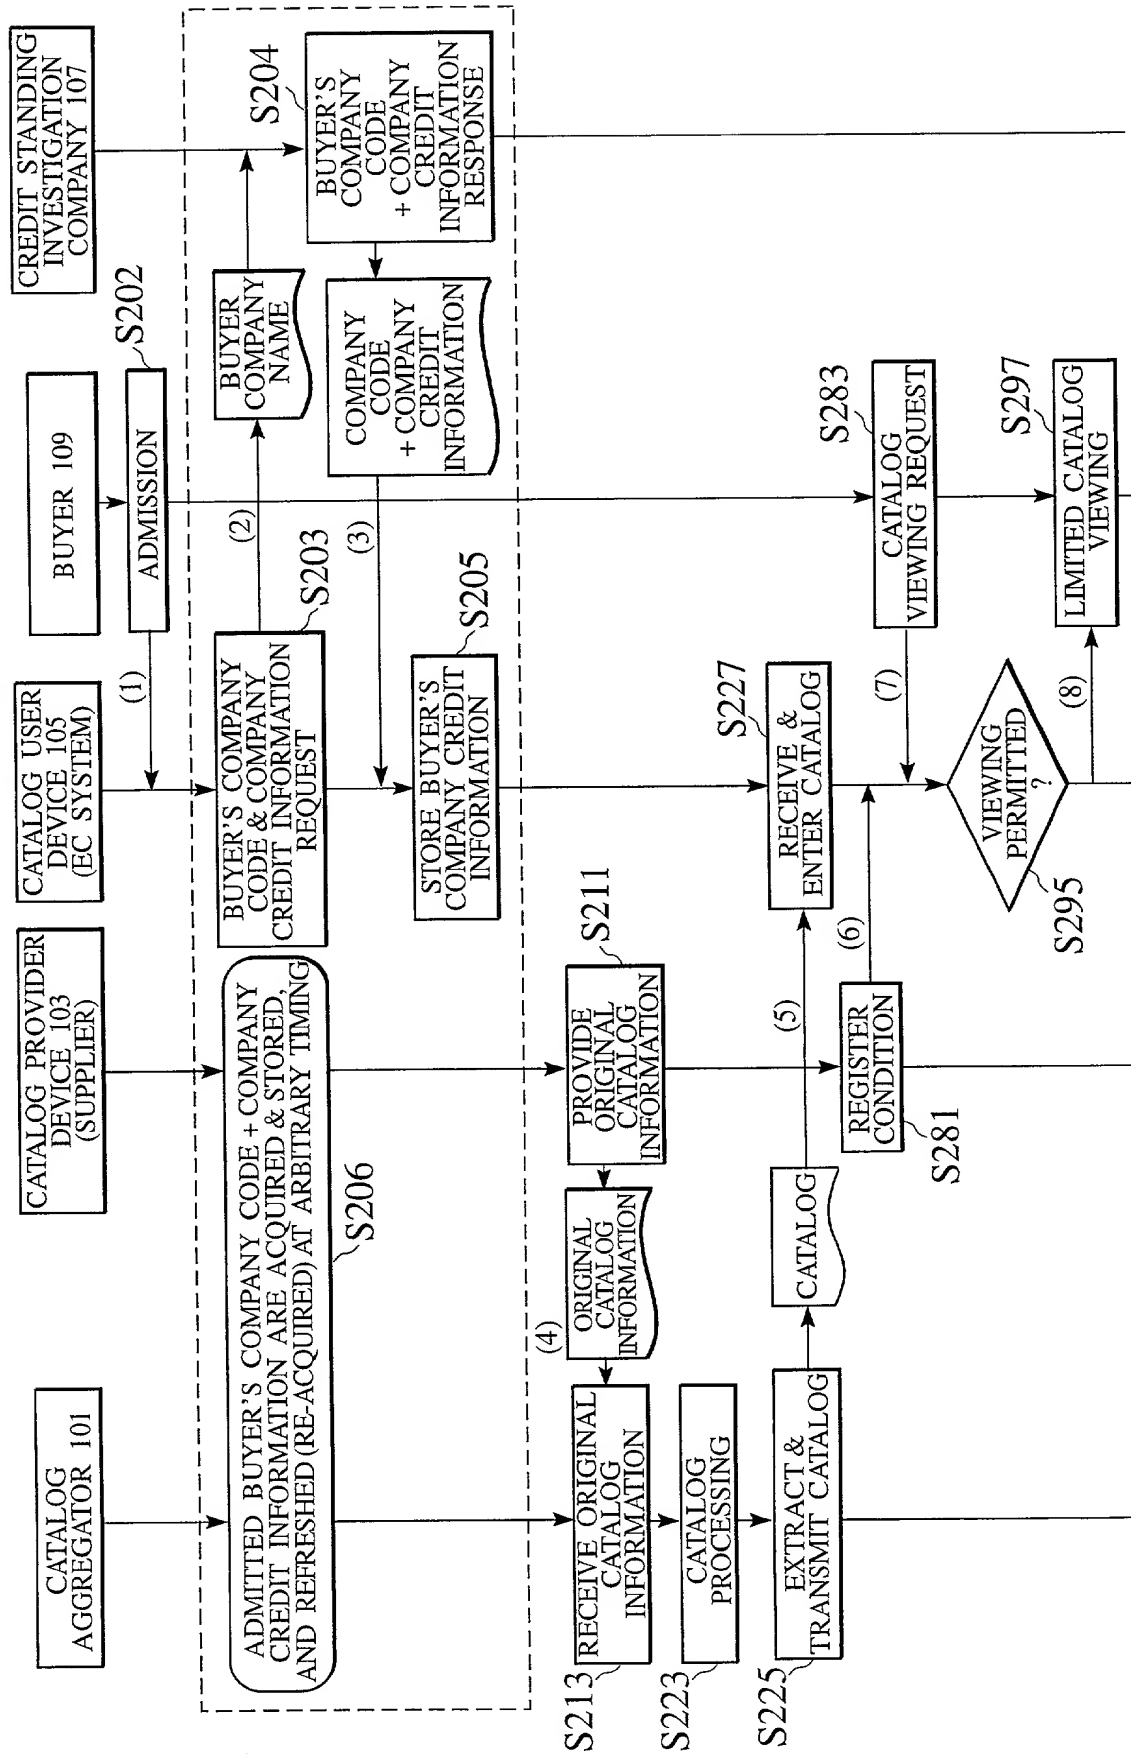 CATALOG
AGGREGATOR 101
CATALOG PROVIDER
DEVICE 103
(SUPPLIER)
CATALOG USER
DEVICE 105
(EC SYSTEM)
BUYER 109
CREDIT STANDING
INVESTIGATION
COMPANY 107
ADMISSION
S202
(1)
ADMITTED BUYER'S COMPANY CODE + COMPANY
CREDIT INFORMATION ARE ACQUIRED & STORED,
AND REFRESHED (RE-ACQUIRED) AT ARBITRARY TIMING
S206
BUYER'S COMPANY
CODE & COMPANY
CREDIT INFORMATION
REQUEST
S203
(2)
BUYER
COMPANY
NAME
S204
BUYER'S
COMPANY
CODE
+ COMPANY
CREDIT
INFORMATION
RESPONSE
COMPANY
CODE
+ COMPANY
CREDIT
INFORMATION
(3)
STORE BUYER'S
COMPANY CREDIT
INFORMATION
S205
PROVIDE
ORIGINAL
CATALOG
INFORMATION
S211
(4)
ORIGINAL
CATALOG
INFORMATION
RECEIVE ORIGINAL
CATALOG
INFORMATION
S213
CATALOG
PROCESSING
S223
EXTRACT &
TRANSMIT CATALOG
S225
CATALOG
(5)
RECEIVE &
ENTER CATALOG
S227
REGISTER
CONDITION
S281
(6)
CATALOG
VIEWING REQUEST
S283
(7)
VIEWING
PERMITTED
?
S295
(8)
LIMITED CATALOG
VIEWING
S297